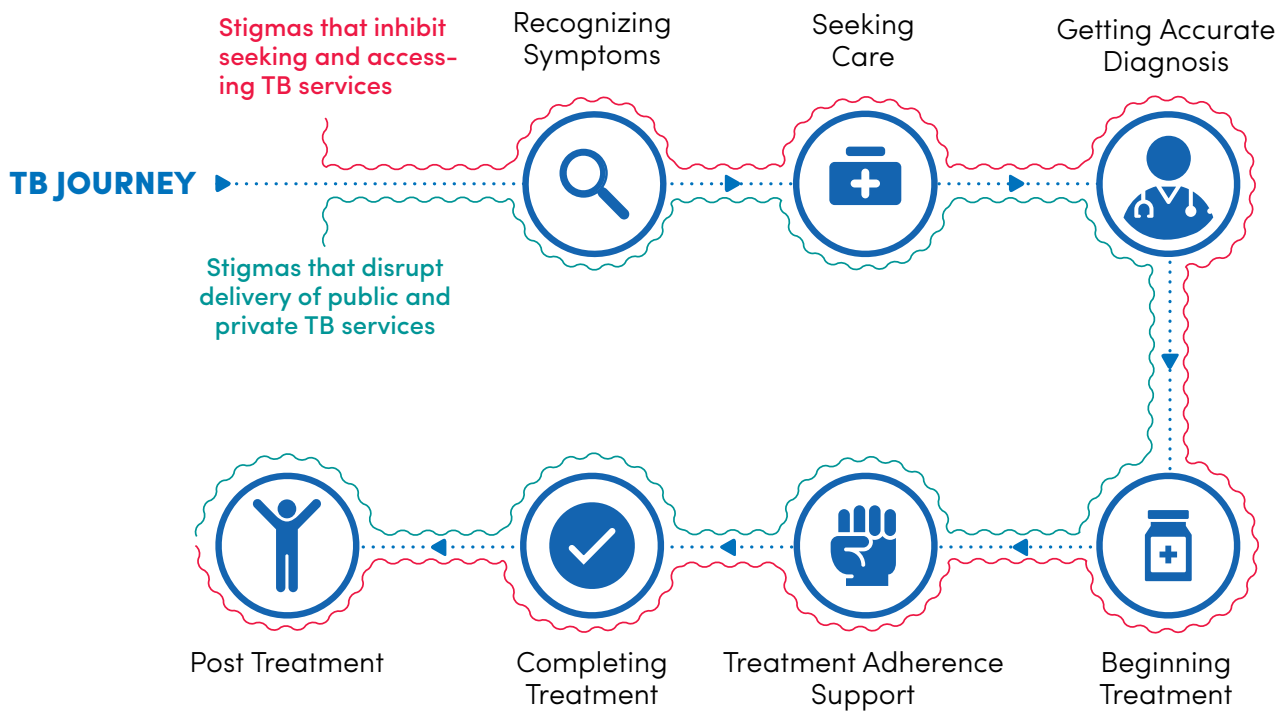 Stigmas that inhibit
seeking and access-
ing TB services
Recognizing
Symptoms
Seeking
Care
Getting Accurate
Diagnosis
TB JOURNEY
Stigmas that disrupt
delivery of public and
private TB services
Post Treatment
Completing
Treatment
Treatment Adherence
Support
Beginning
Treatment